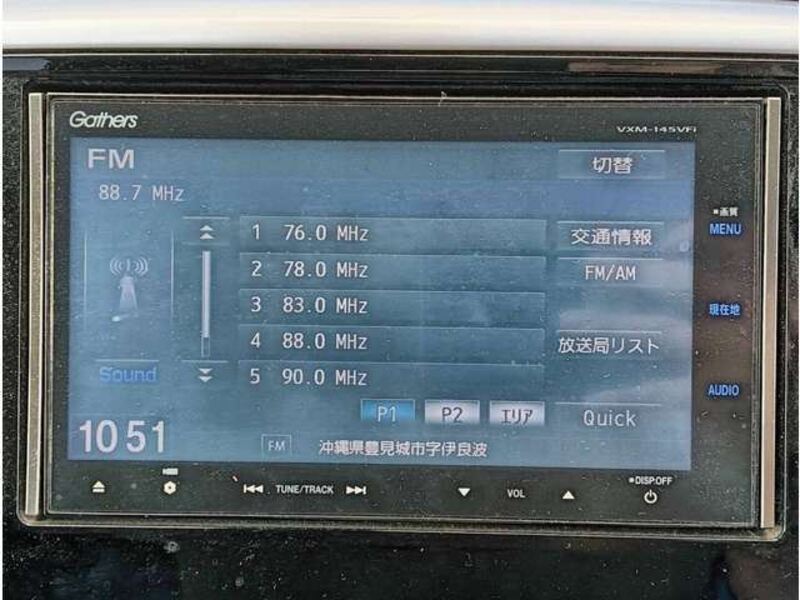 Gathers
VXM-145VFi
FM
切替
88.7 MHz
画質
MENU
1 76.0 MHz
交通情報
2 78.0 MHz
FM/AM
3 83.0 MHz
現在地
4 88.0 MHz
放送局リスト
Sound
5 90.0 MHz
AUDIO
P1
P2
エリア
Quick
10 51
FM
沖縄県豊見城市字伊良波
TUNE/TRACK
VOL
DISP.OFF